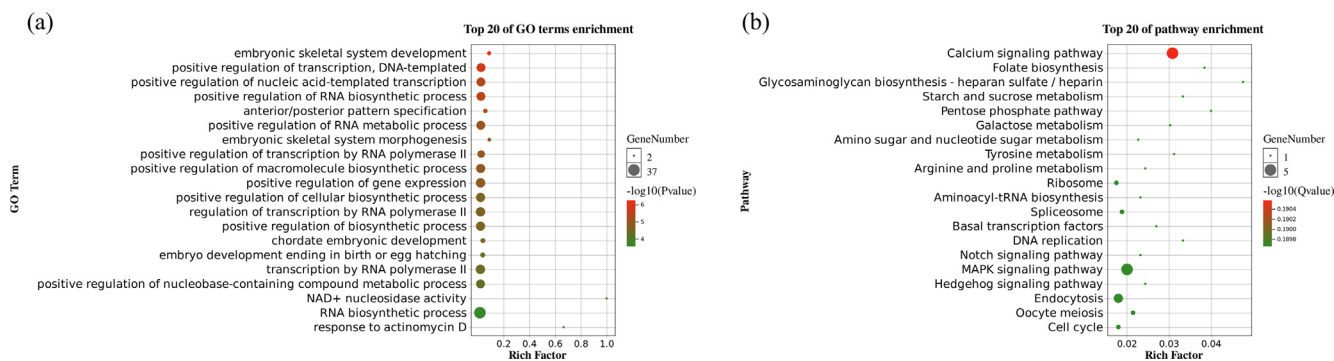 (a)
Top 20 of GO terms enrichment
GO Term
embryonic skeletal system development
positive regulation of transcription, DNA-templated
positive regulation of nucleic acid-templated transcription
positive regulation of RNA biosynthetic process
anterior/posterior pattern specification
positive regulation of RNA metabolic process
embryonic skeletal system morphogenesis
positive regulation of transcription by RNA polymerase II
positive regulation of macromolecule biosynthetic process
positive regulation of gene expression
positive regulation of cellular biosynthetic process
regulation of transcription by RNA polymerase II
positive regulation of biosynthetic process
chordate embryonic development
embryo development ending in birth or egg hatching
transcription by RNA polymerase II
positive regulation of nucleobase-containing compound metabolic process
NAD+ nucleosidase activity
RNA biosynthetic process
response to actinomycin D
0.2 0.4 0.6 0.8 1.0
Rich Factor
GeneNumber
2
37
-log10(Pvalue)
6
5
4
(b)
Top 20 of pathway enrichment
Pathway
Calcium signaling pathway
Folate biosynthesis
Glycosaminoglycan biosynthesis - heparan sulfate / heparin
Starch and sucrose metabolism
Pentose phosphate pathway
Galactose metabolism
Amino sugar and nucleotide sugar metabolism
Tyrosine metabolism
Arginine and proline metabolism
Ribosome
Aminoacyl-tRNA biosynthesis
Spliceosome
Basal transcription factors
DNA replication
Notch signaling pathway
MAPK signaling pathway
Hedgehog signaling pathway
Endocytosis
Oocyte meiosis
Cell cycle
0.02 0.03 0.04
Rich Factor
GeneNumber
1
5
-log10(Qvalue)
0.1904
0.1902
0.1900
0.1898